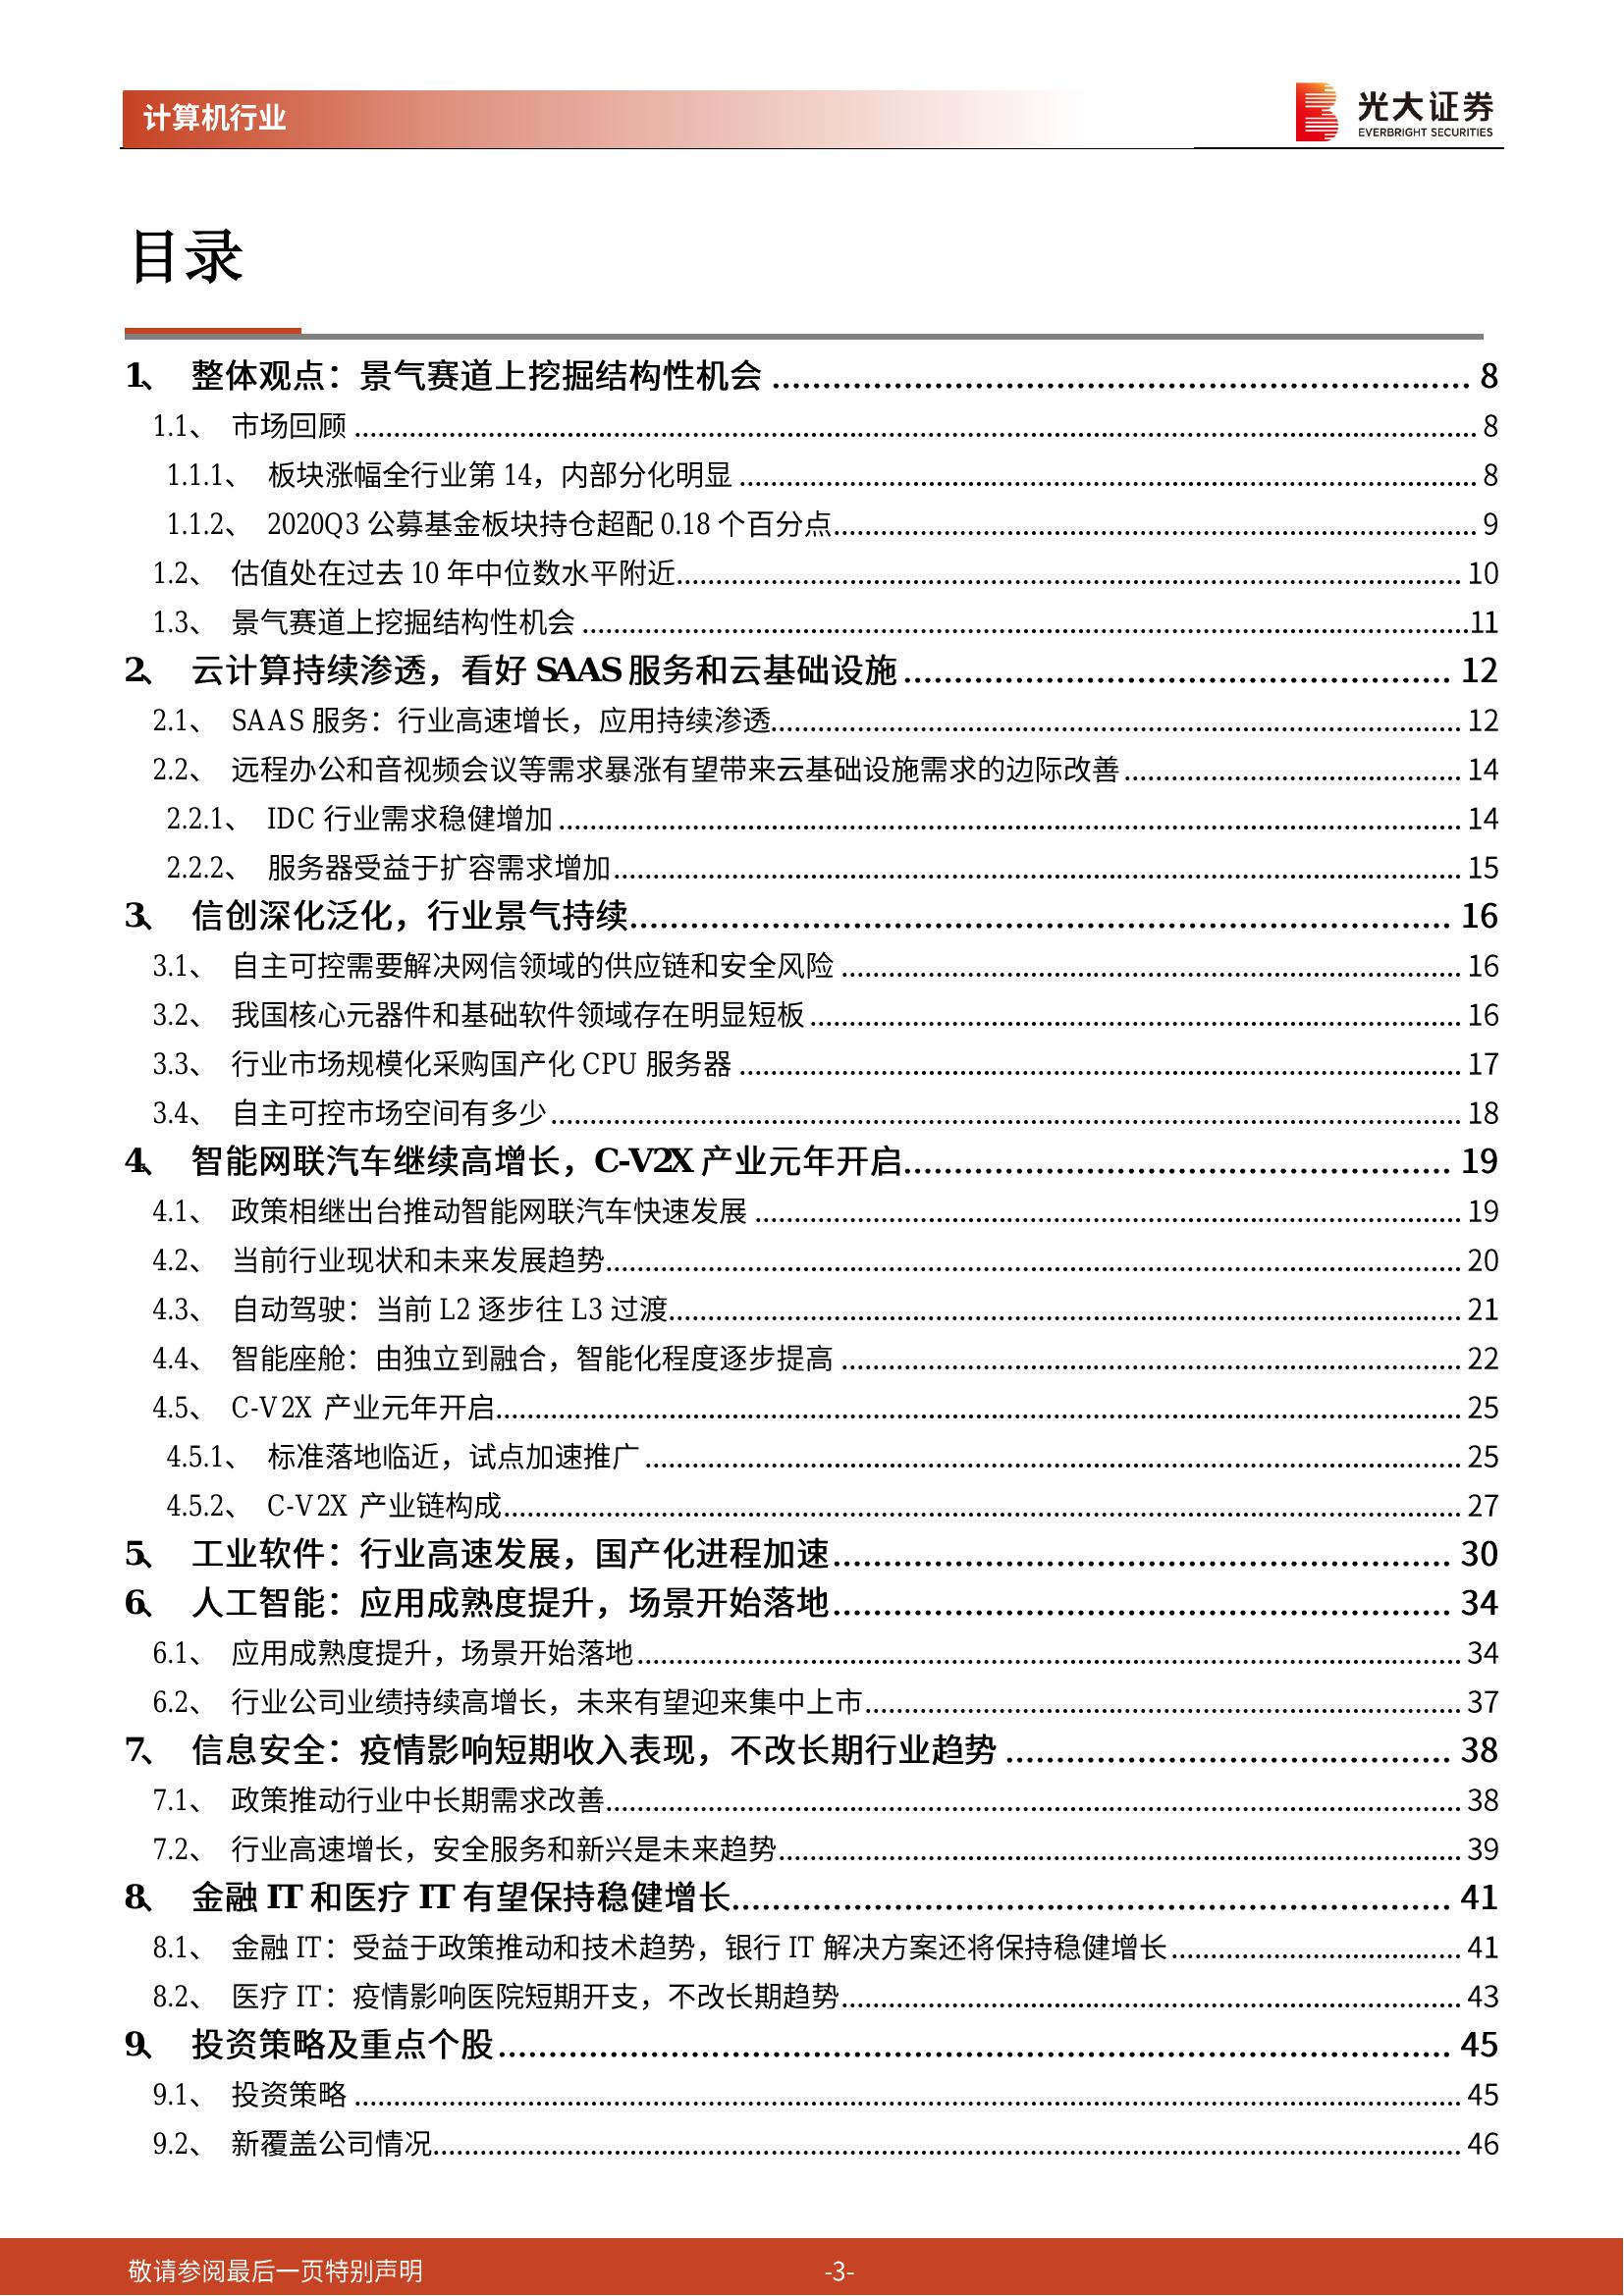 计算机行业
光大证券
EVERBRIGHT SECURITIES
目录
1、 整体观点：景气赛道上挖掘结构性机会 ........ 8
1.1、 市场回顾 ........ 8
1.1.1、 板块涨幅全行业第 14，内部分化明显 ........ 8
1.1.2、 2020Q3 公募基金板块持仓超配 0.18 个百分点........ 9
1.2、 估值处在过去 10 年中位数水平附近........ 10
1.3、 景气赛道上挖掘结构性机会 ........11
2、 云计算持续渗透，看好 SAAS 服务和云基础设施 ........ 12
2.1、 SAAS 服务：行业高速增长，应用持续渗透........ 12
2.2、 远程办公和音视频会议等需求暴涨有望带来云基础设施需求的边际改善 ........ 14
2.2.1、 IDC 行业需求稳健增加 ........ 14
2.2.2、 服务器受益于扩容需求增加 ........ 15
3、 信创深化泛化，行业景气持续........ 16
3.1、 自主可控需要解决网信领域的供应链和安全风险 ........ 16
3.2、 我国核心元器件和基础软件领域存在明显短板 ........ 16
3.3、 行业市场规模化采购国产化 CPU 服务器 ........ 17
3.4、 自主可控市场空间有多少 ........ 18
4、 智能网联汽车继续高增长，C-V2X 产业元年开启........ 19
4.1、 政策相继出台推动智能网联汽车快速发展 ........ 19
4.2、 当前行业现状和未来发展趋势........ 20
4.3、 自动驾驶：当前 L2 逐步往 L3 过渡........ 21
4.4、 智能座舱：由独立到融合，智能化程度逐步提高 ........ 22
4.5、 C-V2X 产业元年开启........ 25
4.5.1、 标准落地临近，试点加速推广 ........ 25
4.5.2、 C-V2X 产业链构成........ 27
5、 工业软件：行业高速发展，国产化进程加速........ 30
6、 人工智能：应用成熟度提升，场景开始落地........ 34
6.1、 应用成熟度提升，场景开始落地 ........ 34
6.2、 行业公司业绩持续高增长，未来有望迎来集中上市........ 37
7、 信息安全：疫情影响短期收入表现，不改长期行业趋势 ........ 38
7.1、 政策推动行业中长期需求改善........ 38
7.2、 行业高速增长，安全服务和新兴是未来趋势........ 39
8、 金融 IT 和医疗 IT 有望保持稳健增长........ 41
8.1、 金融 IT：受益于政策推动和技术趋势，银行 IT 解决方案还将保持稳健增长 ........ 41
8.2、 医疗 IT：疫情影响医院短期开支，不改长期趋势........ 43
9、 投资策略及重点个股 ........ 45
9.1、 投资策略 ........ 45
9.2、 新覆盖公司情况........ 46
敬请参阅最后一页特别声明
-3-